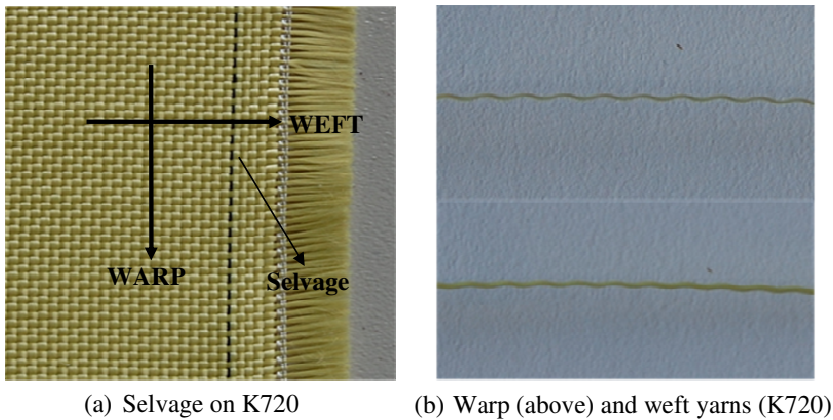 WEFT
WARP
Selvage
(a) Selvage on K720
(b) Warp (above) and weft yarns (K720)